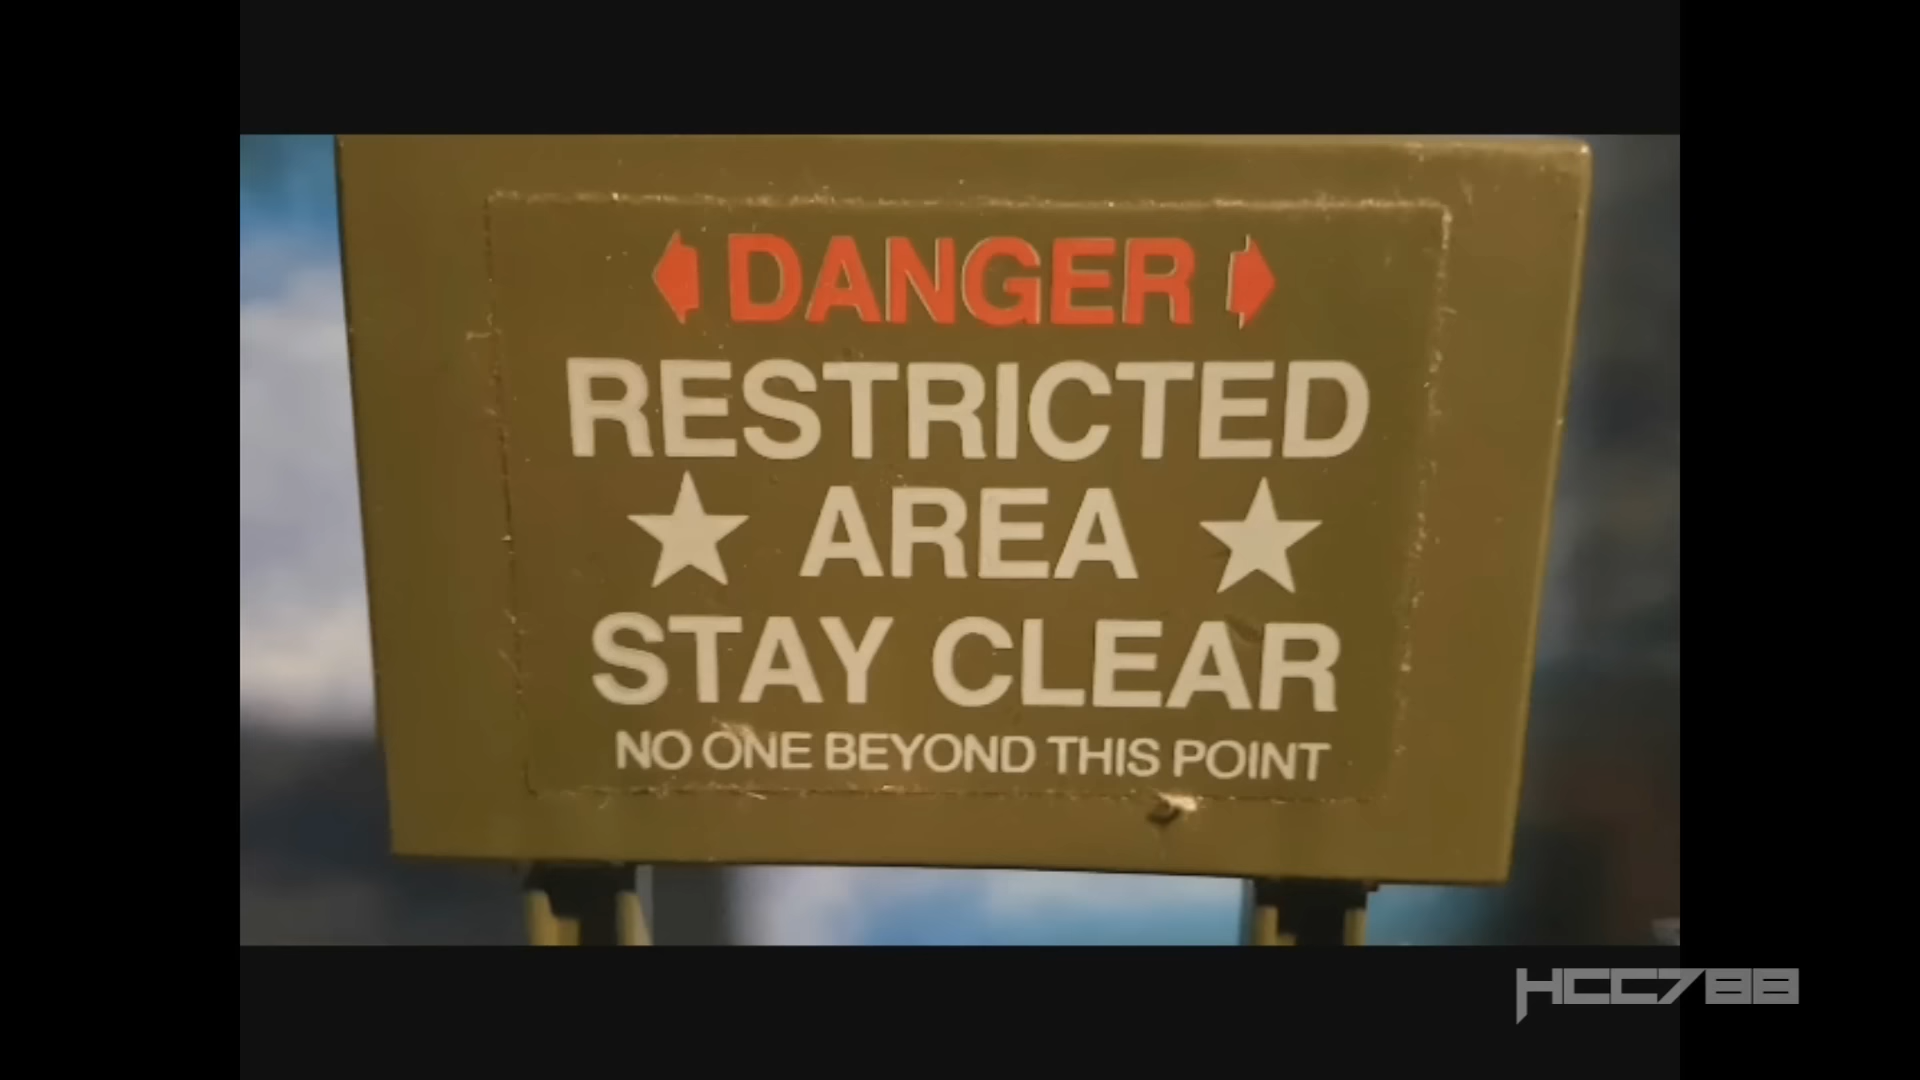 DANGER
RESTRICTED
★ AREA ★
STAY CLEAR
NO ONE BEYOND THIS POINT
HCC788